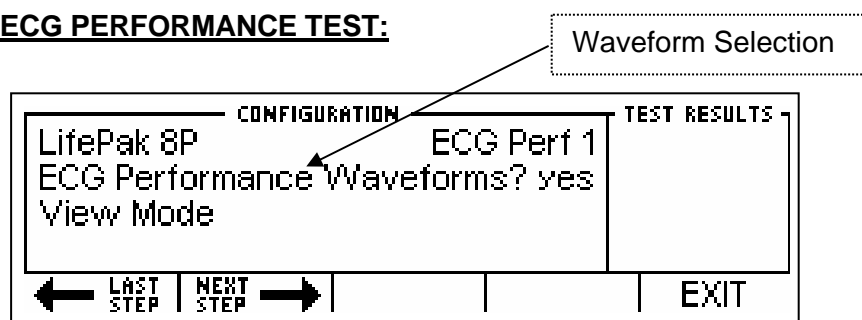 ECG PERFORMANCE TEST:
Waveform Selection
CONFIGURATION
TEST RESULTS
LifePak 8P ECG Perf 1
ECG Performance Waveforms? yes
View Mode
LAST STEP NEXT STEP EXIT